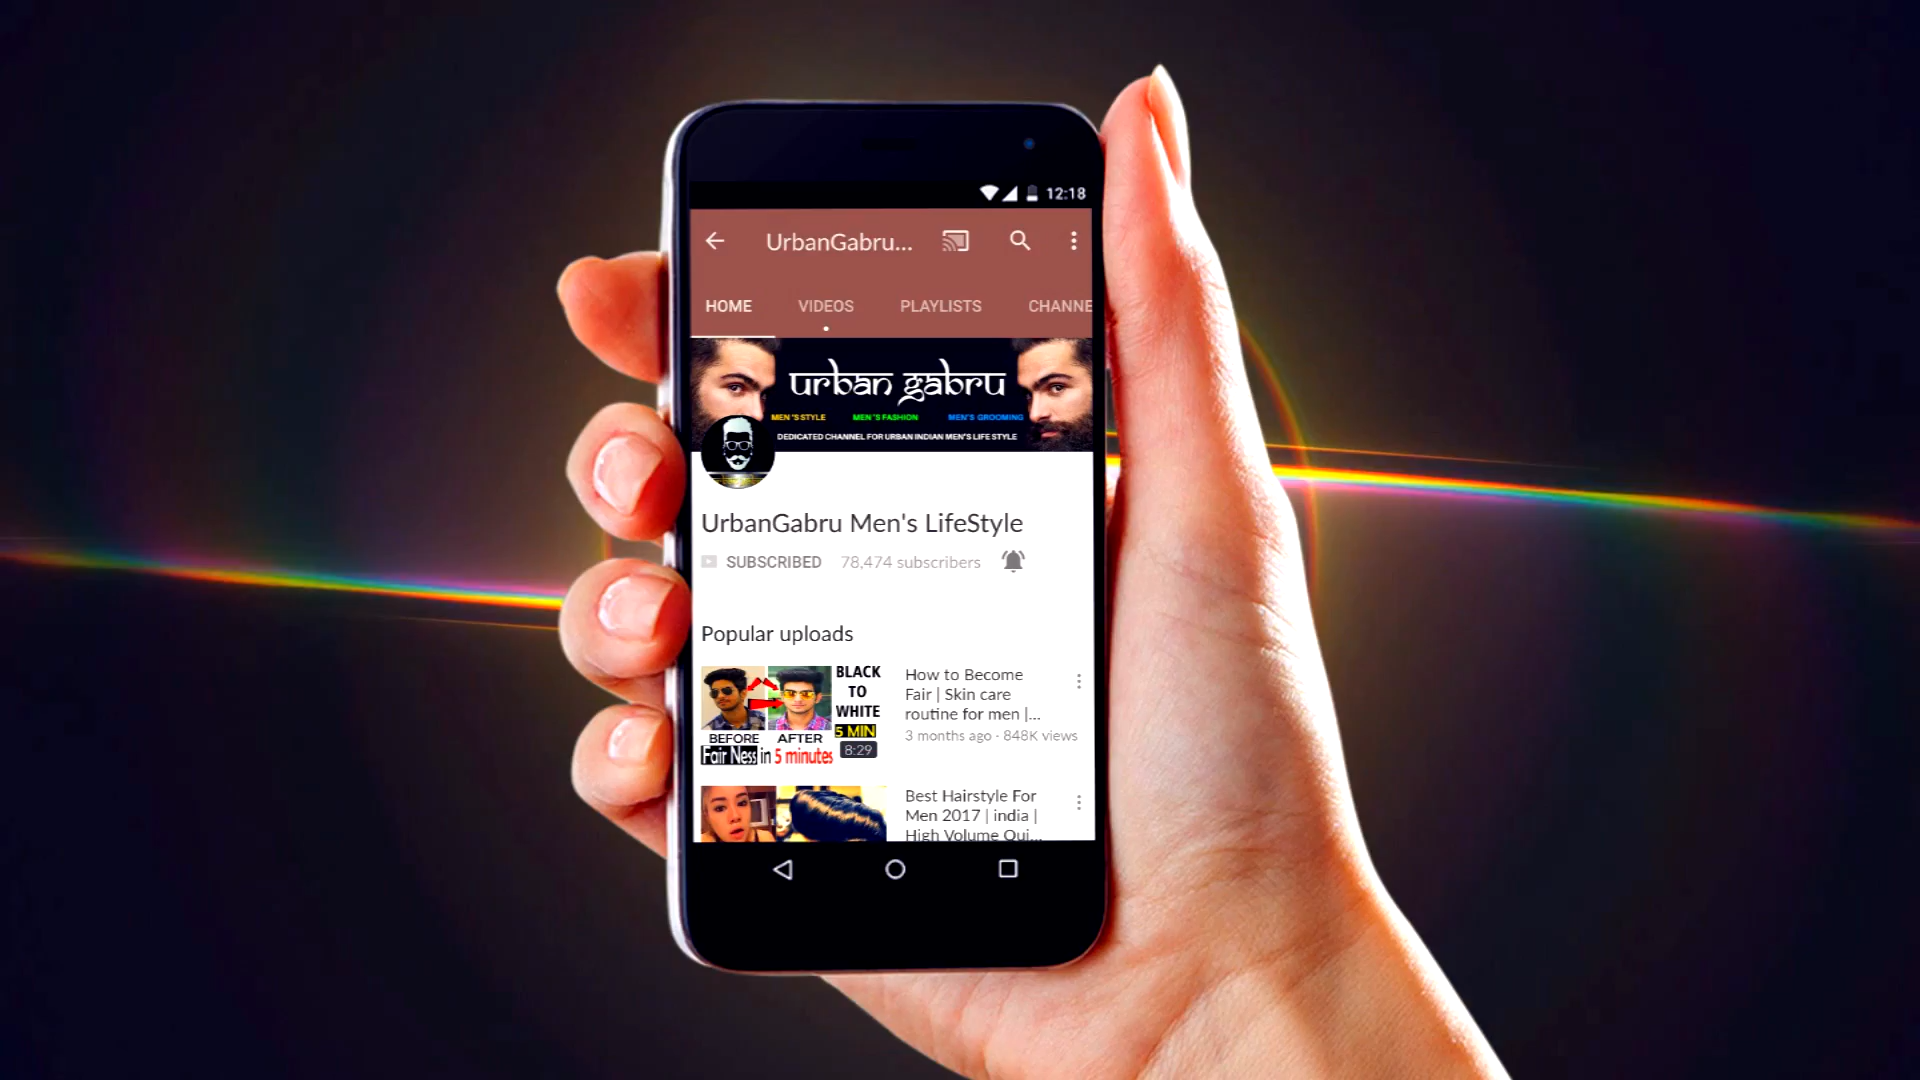 12:18
UrbanGabru...
HOME VIDEOS PLAYLISTS CHANNE
urban gabru
MEN'S STYLE MEN'S FASHION MEN'S GROOMING
DEDICATED CHANNEL FOR URBAN INDIAN MEN'S LIFE STYLE
UrbanGabru Men's LifeStyle
SUBSCRIBED 78,474 subscribers
Popular uploads
BLACK
TO
WHITE
5 MIN
BEFORE AFTER
8:29
Fair Ness in 5 minutes
How to Become
Fair | Skin care
routine for men |...
3 months ago · 848K views
Best Hairstyle For
Men 2017 | india |
High Volume Qui...